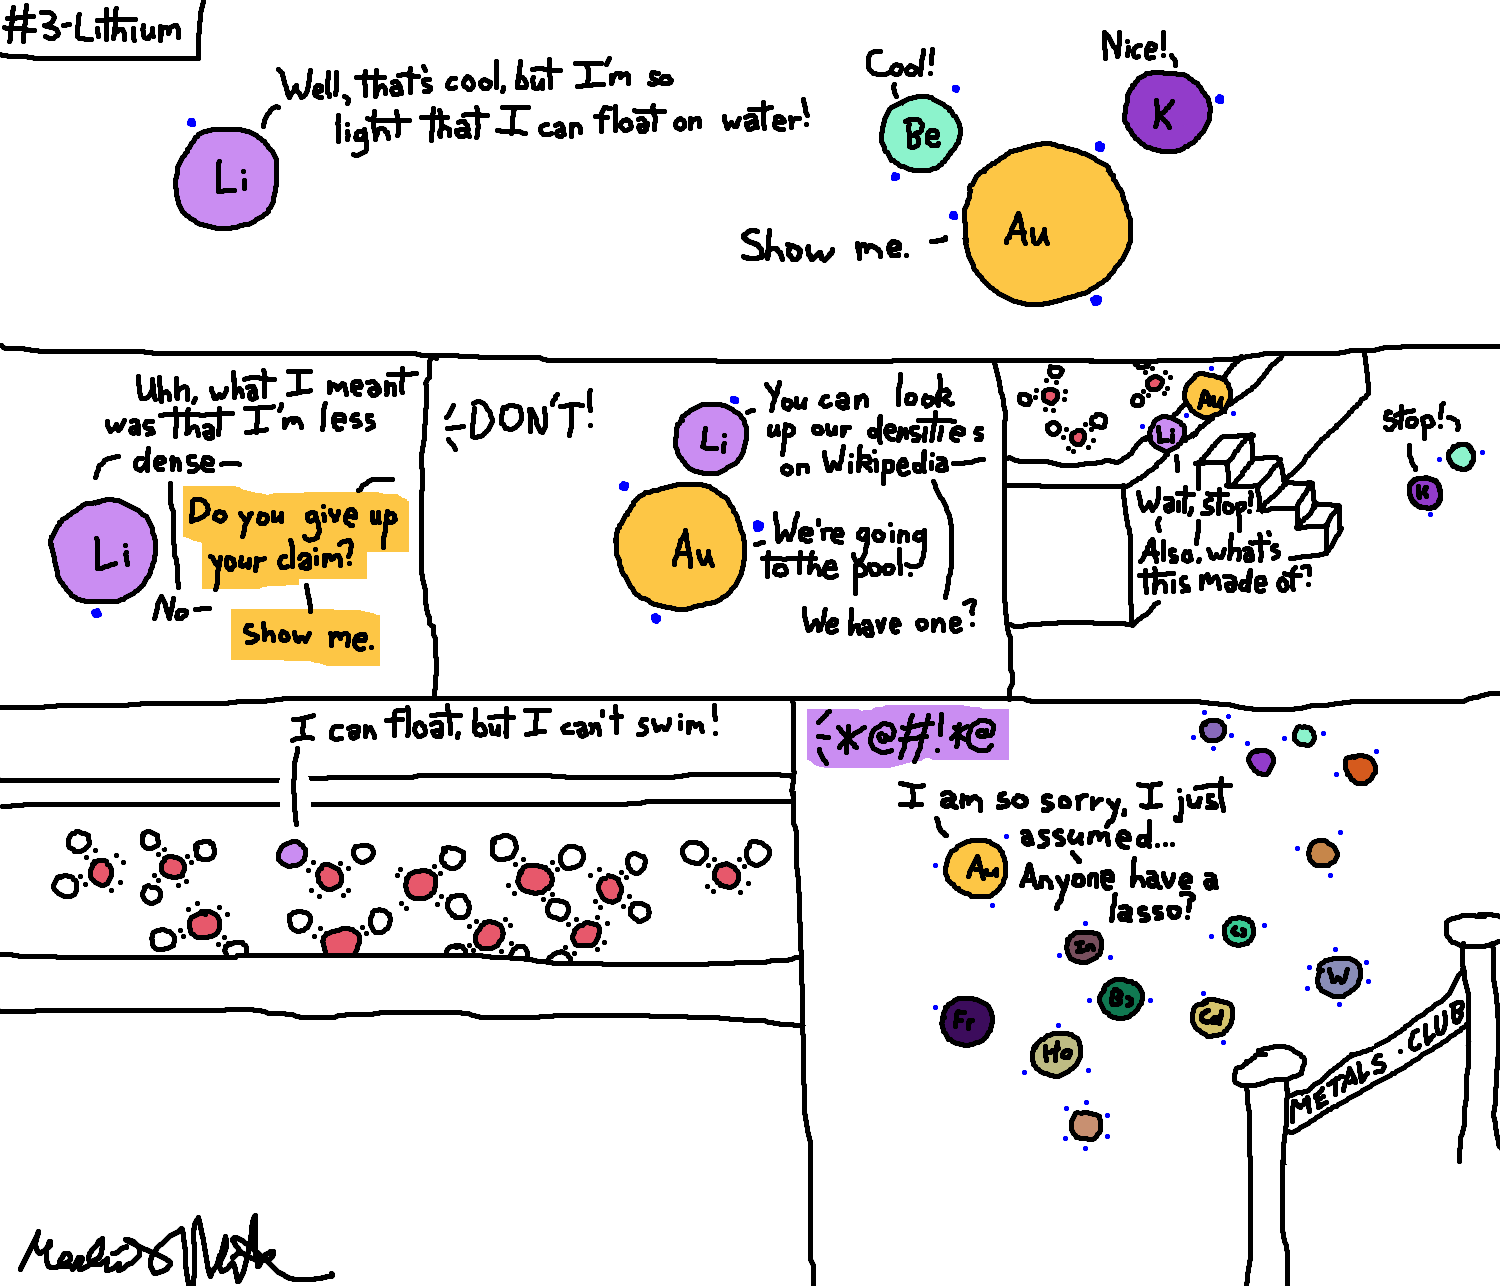 #3-Lithium
Well, that's cool, but I'm so
light that I can float on water!
Li
Cool!
Be
Nice!
K
Show me.
Au
Uhh, what I meant
was that I'm less
dense—
Li
Do you give up
your claim?
No-
Show me.
DON'T!
Li
You can look
up our densities
on Wikipedia—
Au
We're going
to the pool.
We have one?
Au
Li
Wait, stop!
Also, what's
this made of?
Stop!
K
I can float, but I can't swim!
*@#!*@
I am so sorry, I just
assumed...
Au
Anyone have a
lasso?
In
W
Fr
Cd
Ho
METALS·CLUB